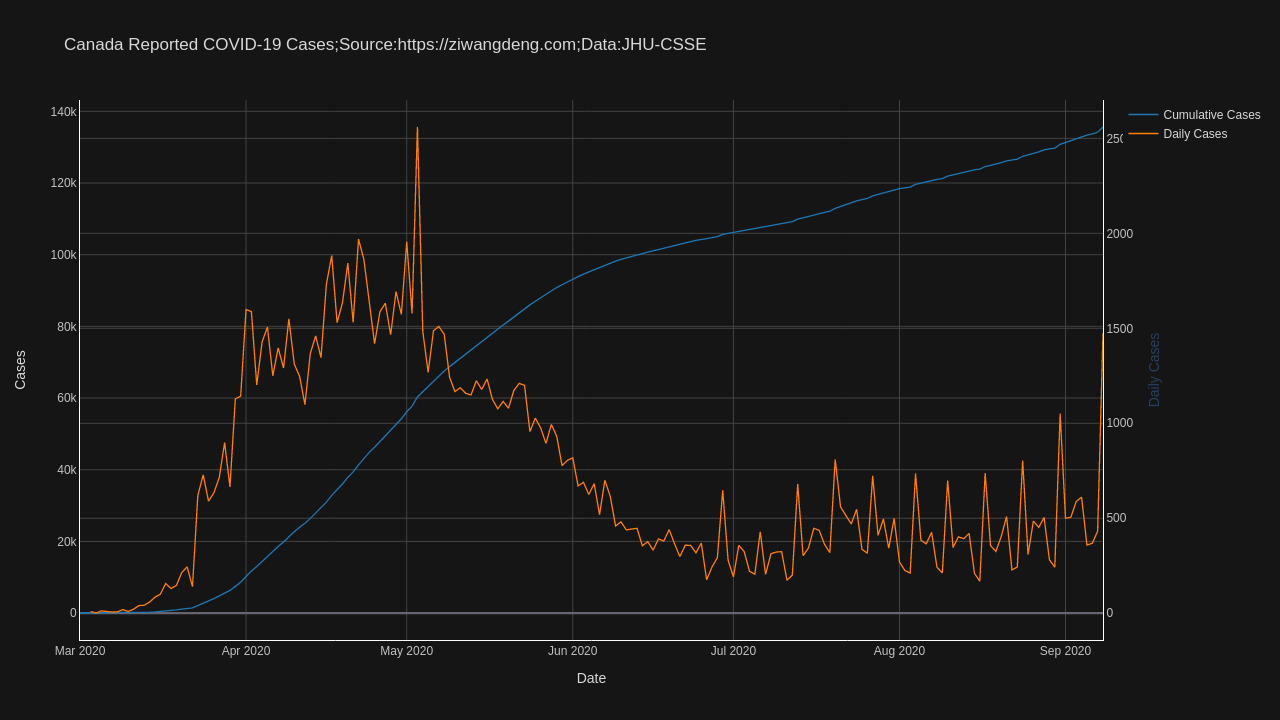 Canada Reported COVID-19 Cases;Source:https://ziwangdeng.com;Data:JHU-CSSE
140k
120k
100k
80k
60k
40k
20k
0
Cases
2000
1500
1000
500
0
Daily Cases
Cumulative Cases
Daily Cases
Mar 2020
Apr 2020
May 2020
Jun 2020
Jul 2020
Aug 2020
Sep 2020
Date